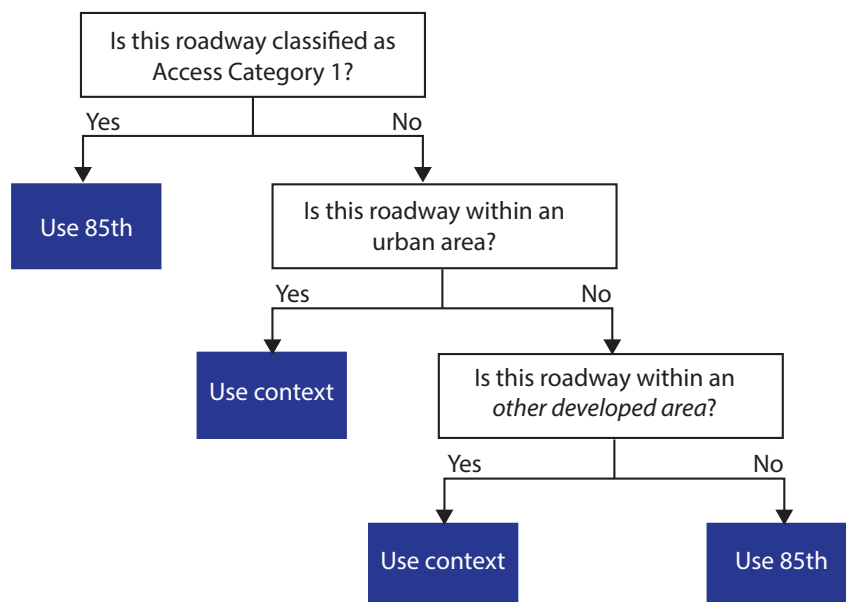 Is this roadway classified as
Access Category 1?
Yes
No
Use 85th
Is this roadway within an
urban area?
Yes
No
Use context
Is this roadway within an
other developed area?
Yes
No
Use context
Use 85th